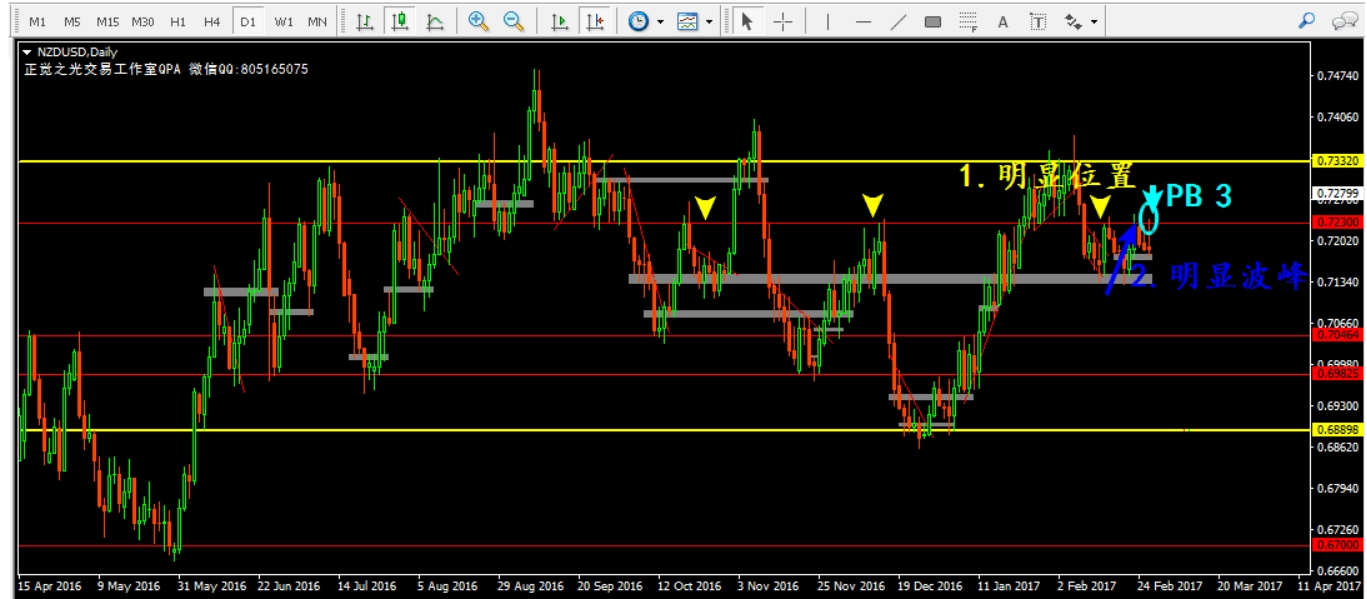 M1 M5 M15 M30 H1 H4 D1 W1 MN
NZDUSD,Daily
正觉之光交易工作室QPA 微信QQ:805165075
1.明显位置
PB 3
2.明显波峰
0.74740
0.74060
0.73320
0.72799
0.72300
0.72020
0.71340
0.70660
0.70464
0.69980
0.69825
0.69300
0.68898
0.68620
0.67940
0.67260
0.67000
0.66600
15 Apr 2016 9 May 2016 31 May 2016 22 Jun 2016 14 Jul 2016 5 Aug 2016 29 Aug 2016 20 Sep 2016 12 Oct 2016 3 Nov 2016 25 Nov 2016 19 Dec 2016 11 Jan 2017 2 Feb 2017 24 Feb 2017 20 Mar 2017 11 Apr 2017